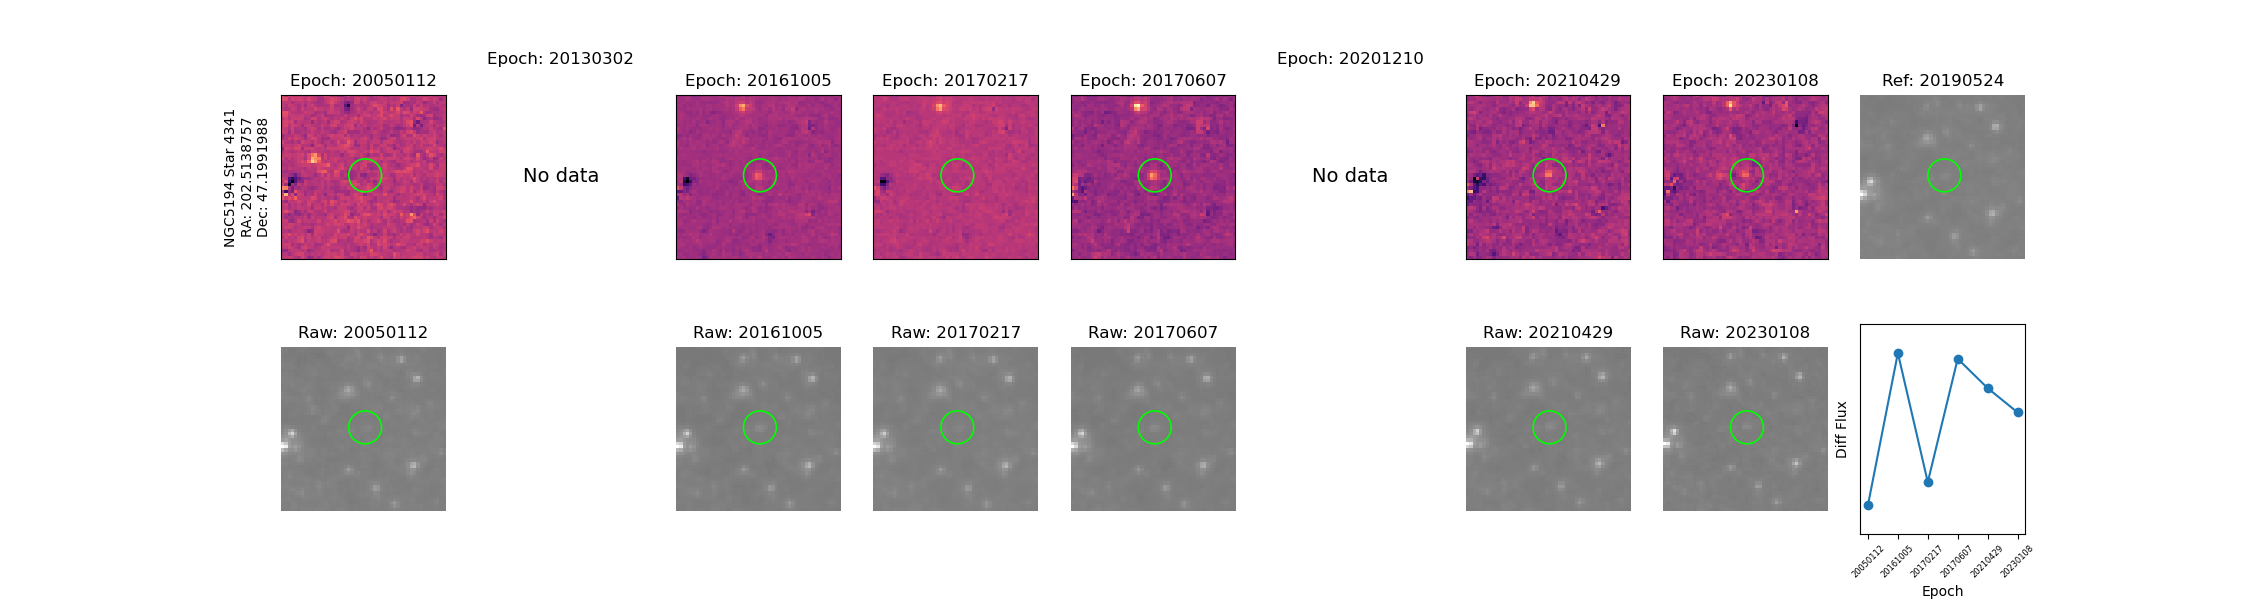 Epoch: 20130302
Epoch: 20201210
Epoch: 20050112
Epoch: 20161005
Epoch: 20170217
Epoch: 20170607
Epoch: 20210429
Epoch: 20230108
Ref: 20190524
NGC5194 Star 4341
RA: 202.5138757
Dec: 47.1991988
No data
No data
Raw: 20050112
Raw: 20161005
Raw: 20170217
Raw: 20170607
Raw: 20210429
Raw: 20230108
Diff Flux
20050112
20161005
20170217
20170607
20210429
20230108
Epoch